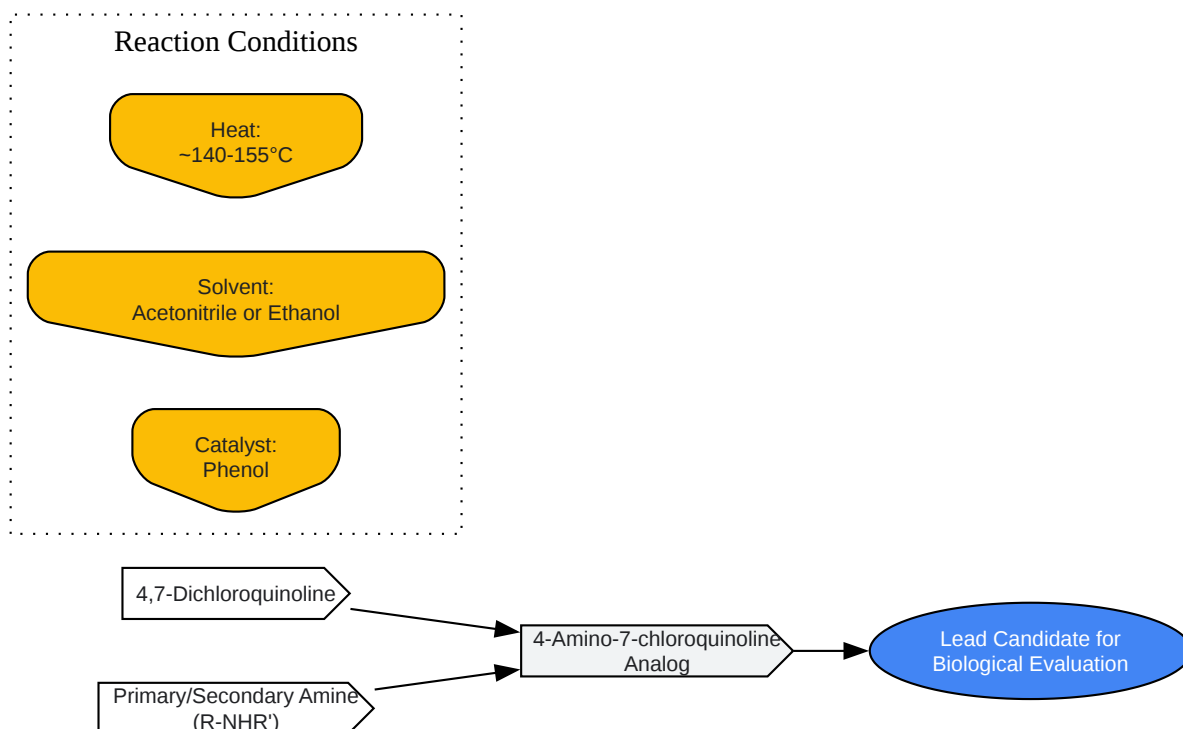 Reaction Conditions
Heat:
~140-155°C
Solvent:
Acetonitrile or Ethanol
Catalyst:
Phenol
4,7-Dichloroquinoline
4-Amino-7-chloroquinoline
Analog
Lead Candidate for
Biological Evaluation
Primary/Secondary Amine
(R-NHR')